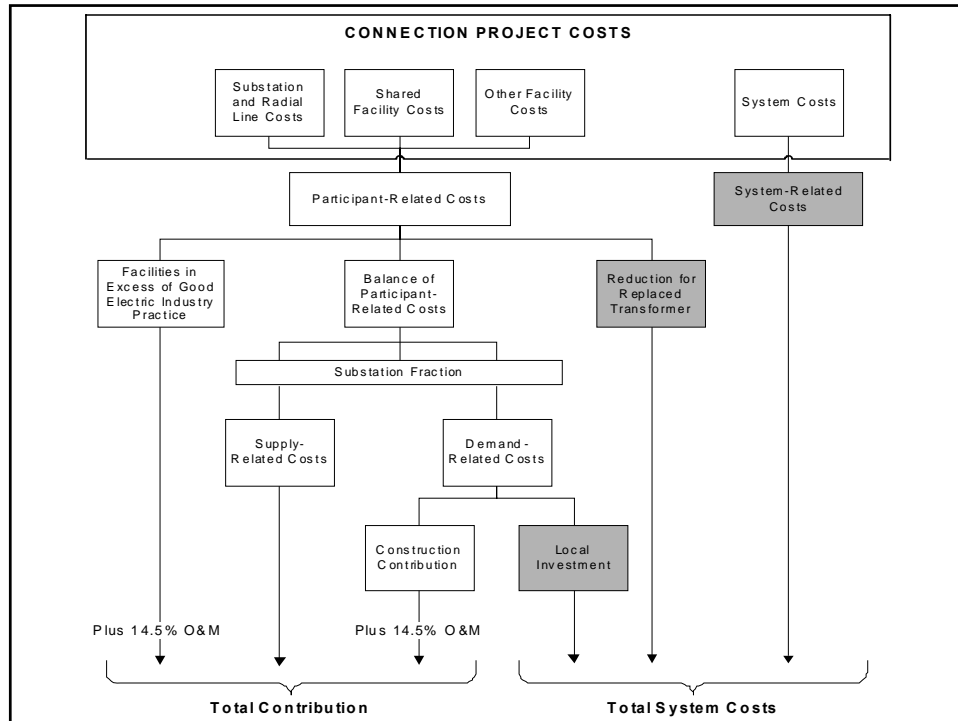 CONNECTION PROJECT COSTS
Substation
and Radial
Line Costs
Shared
Facility Costs
Other Facility
Costs
System Costs
Participant-Related Costs
System-Related
Costs
Facilities in
Excess of Good
Electric Industry
Practice
Balance of
Participant-
Related Costs
Reduction for
Replaced
Transformer
Substation Fraction
Supply-
Related Costs
Demand-
Related Costs
Construction
Contribution
Local
Investment
Plus 14.5% O&M
Plus 14.5% O&M
Total Contribution
Total System Costs